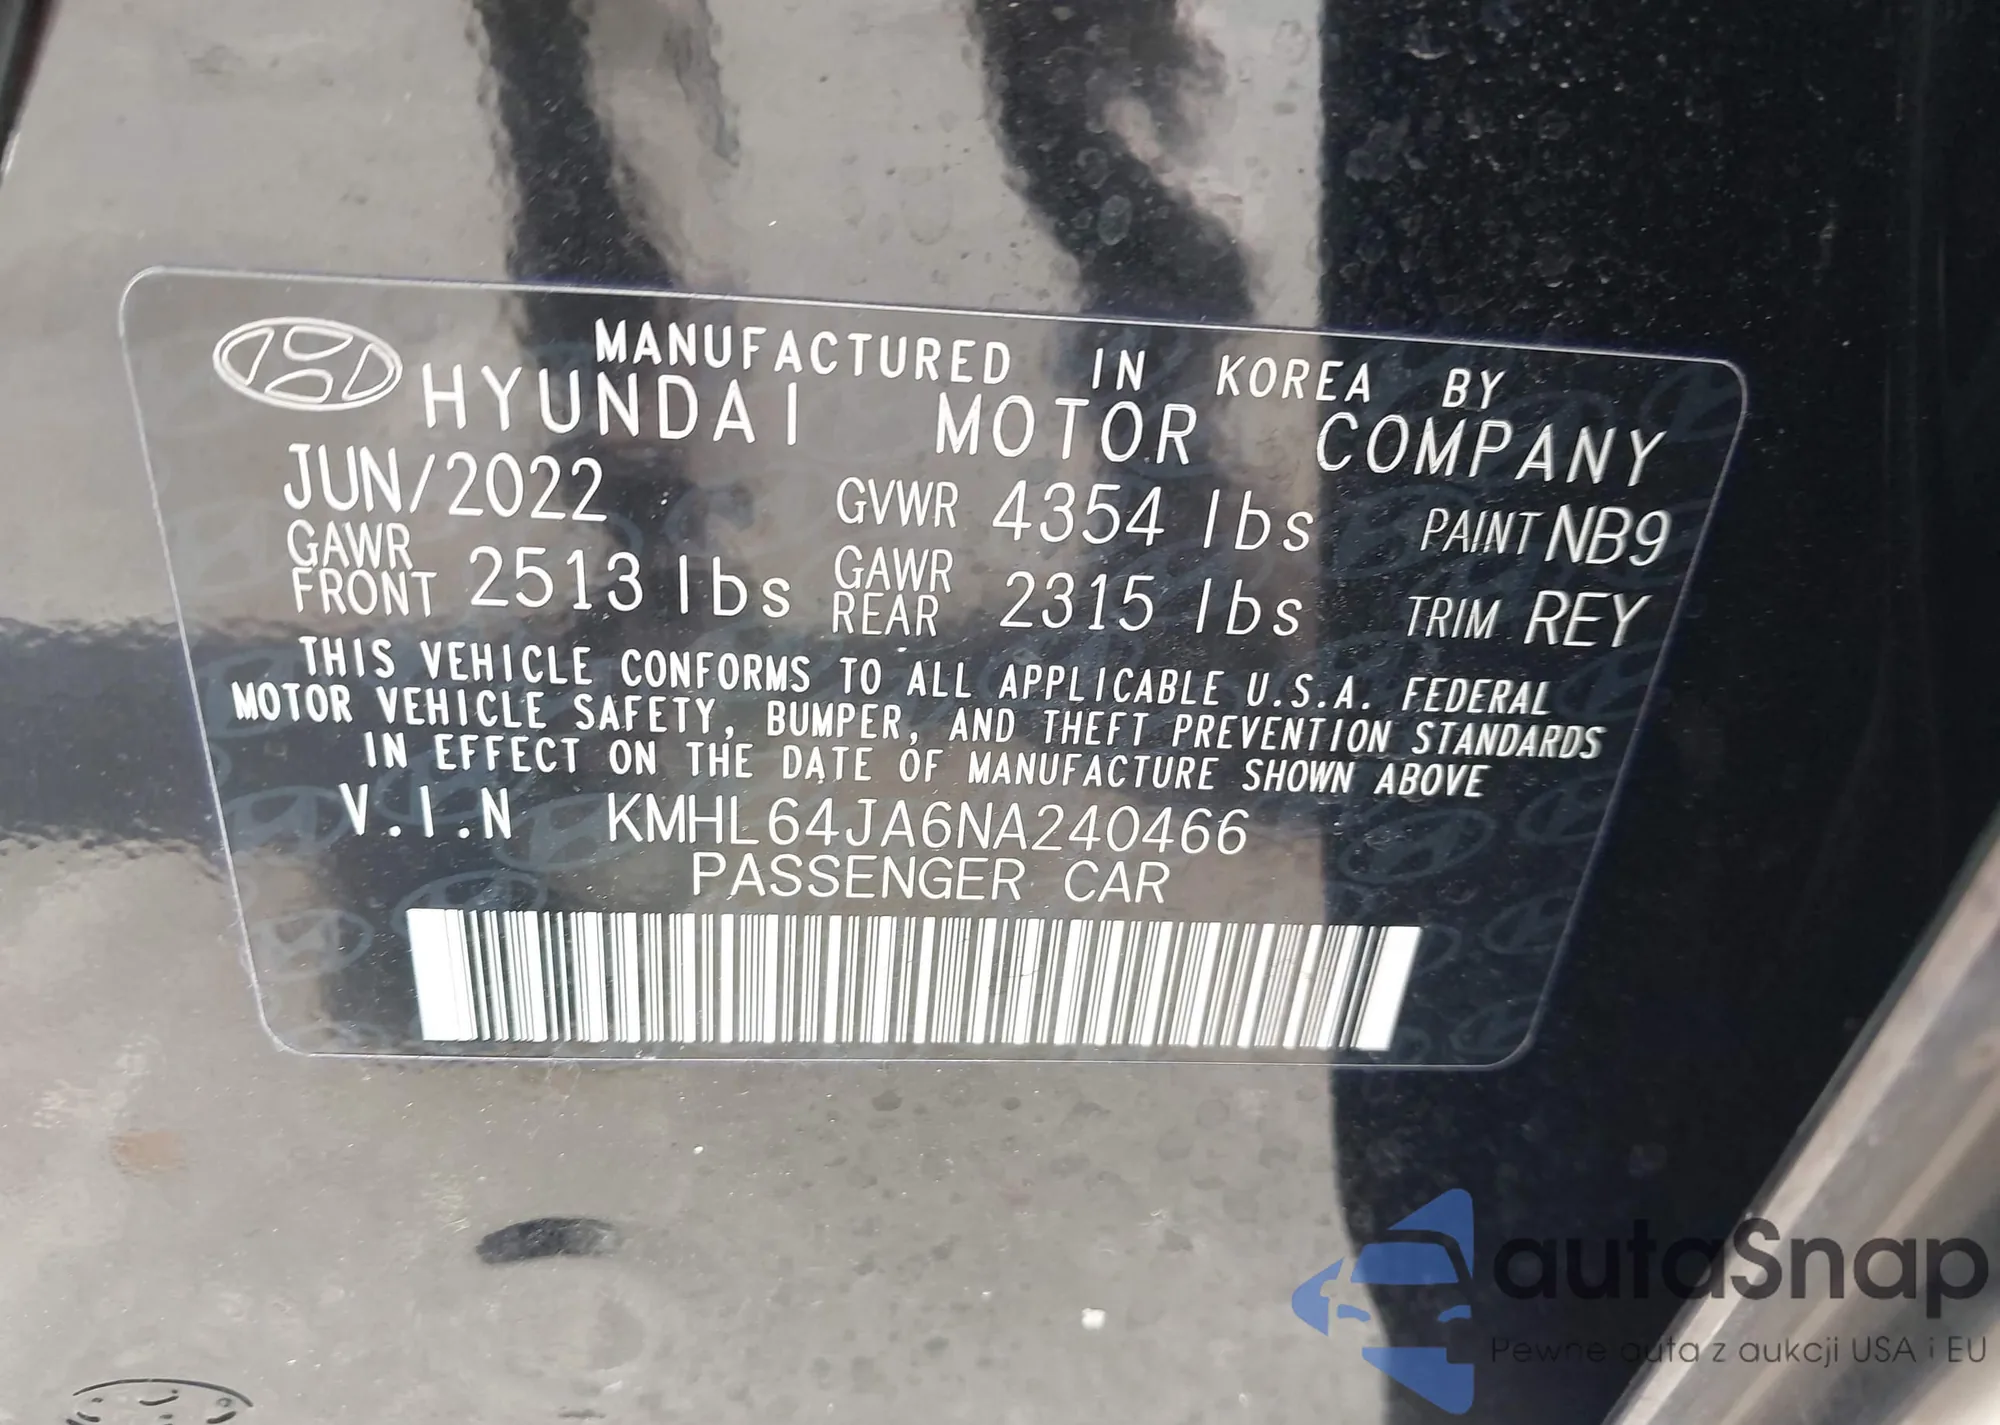 MANUFACTURED IN KOREA BY
HYUNDAI MOTOR COMPANY
JUN/2022 GVWR 4354 lbs PAINT NB9
GAWR FRONT 2513 lbs GAWR REAR 2315 lbs TRIM REY
THIS VEHICLE CONFORMS TO ALL APPLICABLE U.S.A. FEDERAL
MOTOR VEHICLE SAFETY, BUMPER, AND THEFT PREVENTION STANDARDS
IN EFFECT ON THE DATE OF MANUFACTURE SHOWN ABOVE
V.I.N KMHL64JA6NA240466
PASSENGER CAR
autaSnap
Pewne auta z aukcji USA i EU